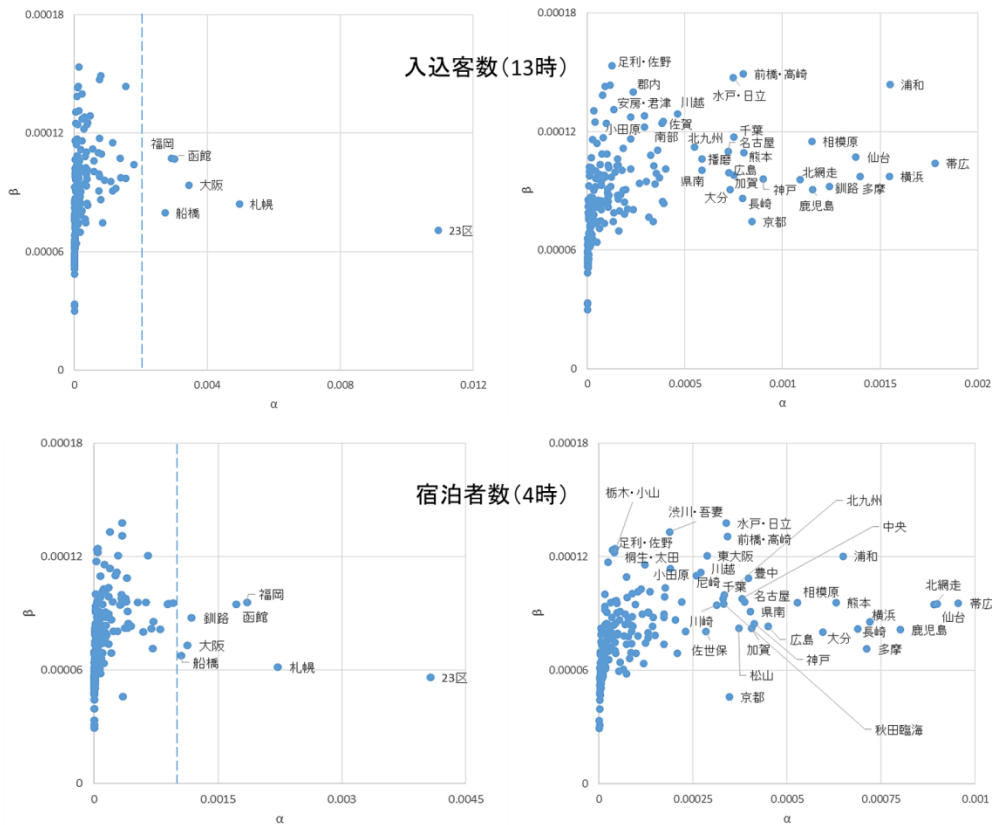 入込客数(13時)
0.00018
0.00012
0.00006
0
β
0
0.004
0.008
0.012
α
福岡
函館
大阪
船橋
札幌
23区
0.00018
0.00012
0.00006
0
β
0
0.0005
0.001
0.0015
0.002
α
足利・佐野
前橋・高崎
水戸・日立
浦和
郡内
安房・君津
川越
小田原
佐賀
南部
北九州
千葉
名古屋
相模原
播磨
熊本
仙台
帯広
県南
広島
加賀
北網走
横浜
大分
神戸
釧路
多摩
長崎
鹿児島
京都
宿泊者数(4時)
0.00018
0.00012
0.00006
0
β
0
0.0015
0.003
0.0045
α
福岡
釧路
函館
大阪
船橋
札幌
23区
0.00018
0.00012
0.00006
0
β
0
0.00025
0.0005
0.00075
0.001
α
栃木・小山
北九州
渋川・吾妻
中央
水戸・日立
前橋・高崎
足利・佐野
桐生・太田
東大阪
浦和
小田原
川越
豊中
尼崎
千葉
北網走
名古屋
相模原
熊本
帯広
県南
横浜
仙台
川崎
広島
大分
長崎
鹿児島
佐世保
加賀
神戸
多摩
松山
京都
秋田臨海